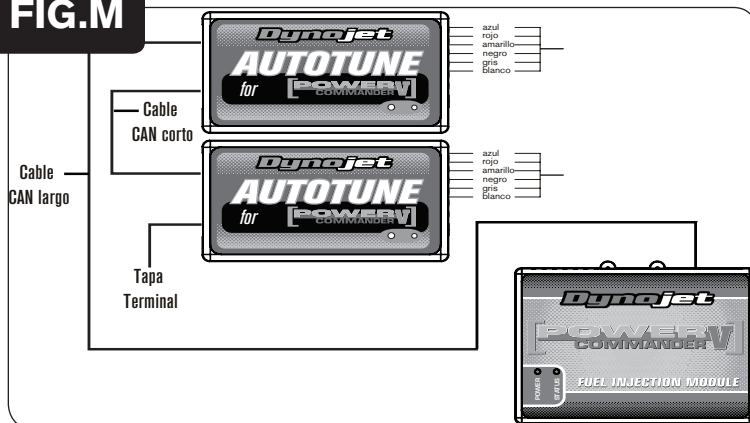 FIG.M
Dynojet
AUTOTUNE
for POWER COMMANDER V
azul
rojo
amarillo
negro
gris
blanco
Cable
CAN corto
Dynojet
AUTOTUNE
for POWER COMMANDER V
azul
rojo
amarillo
negro
gris
blanco
Cable
CAN largo
Tapa
Terminal
Dynojet
POWER V
COMMANDER
FUEL INJECTION MODULE
POWER
STATUS